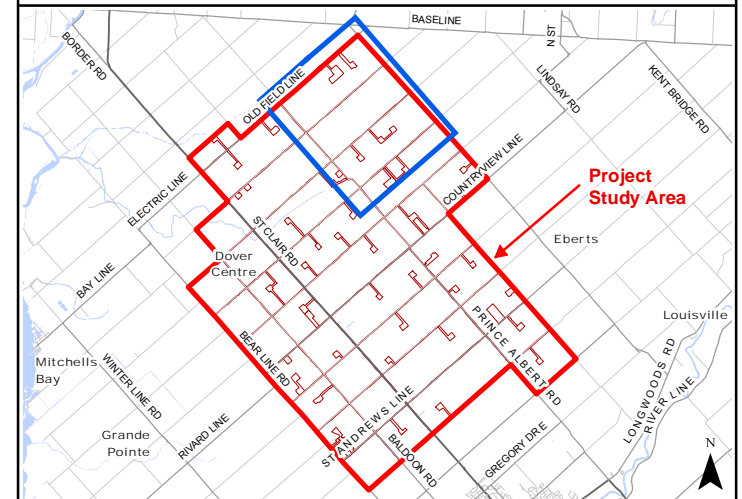 BASELINE
N ST
BORDER RD
LINDSAY RD
KENT BRIDGE RD
OLD FIELD LINE
COUNTRYVIEW LINE
ELECTRIC LINE
Project
Study Area
ST CLAIR RD
Eberts
Dover
Centre
BAY LINE
PRINCE ALBERT RD
Louisville
BEAR LINE RD
Mitchells
Bay
WINTER LINE RD
LONGWOODS RD
RIVER LINE
Grande
Pointe
RIVARD LINE
ST ANDREWS LINE
BALDOON RD
GREGORY DR E
N